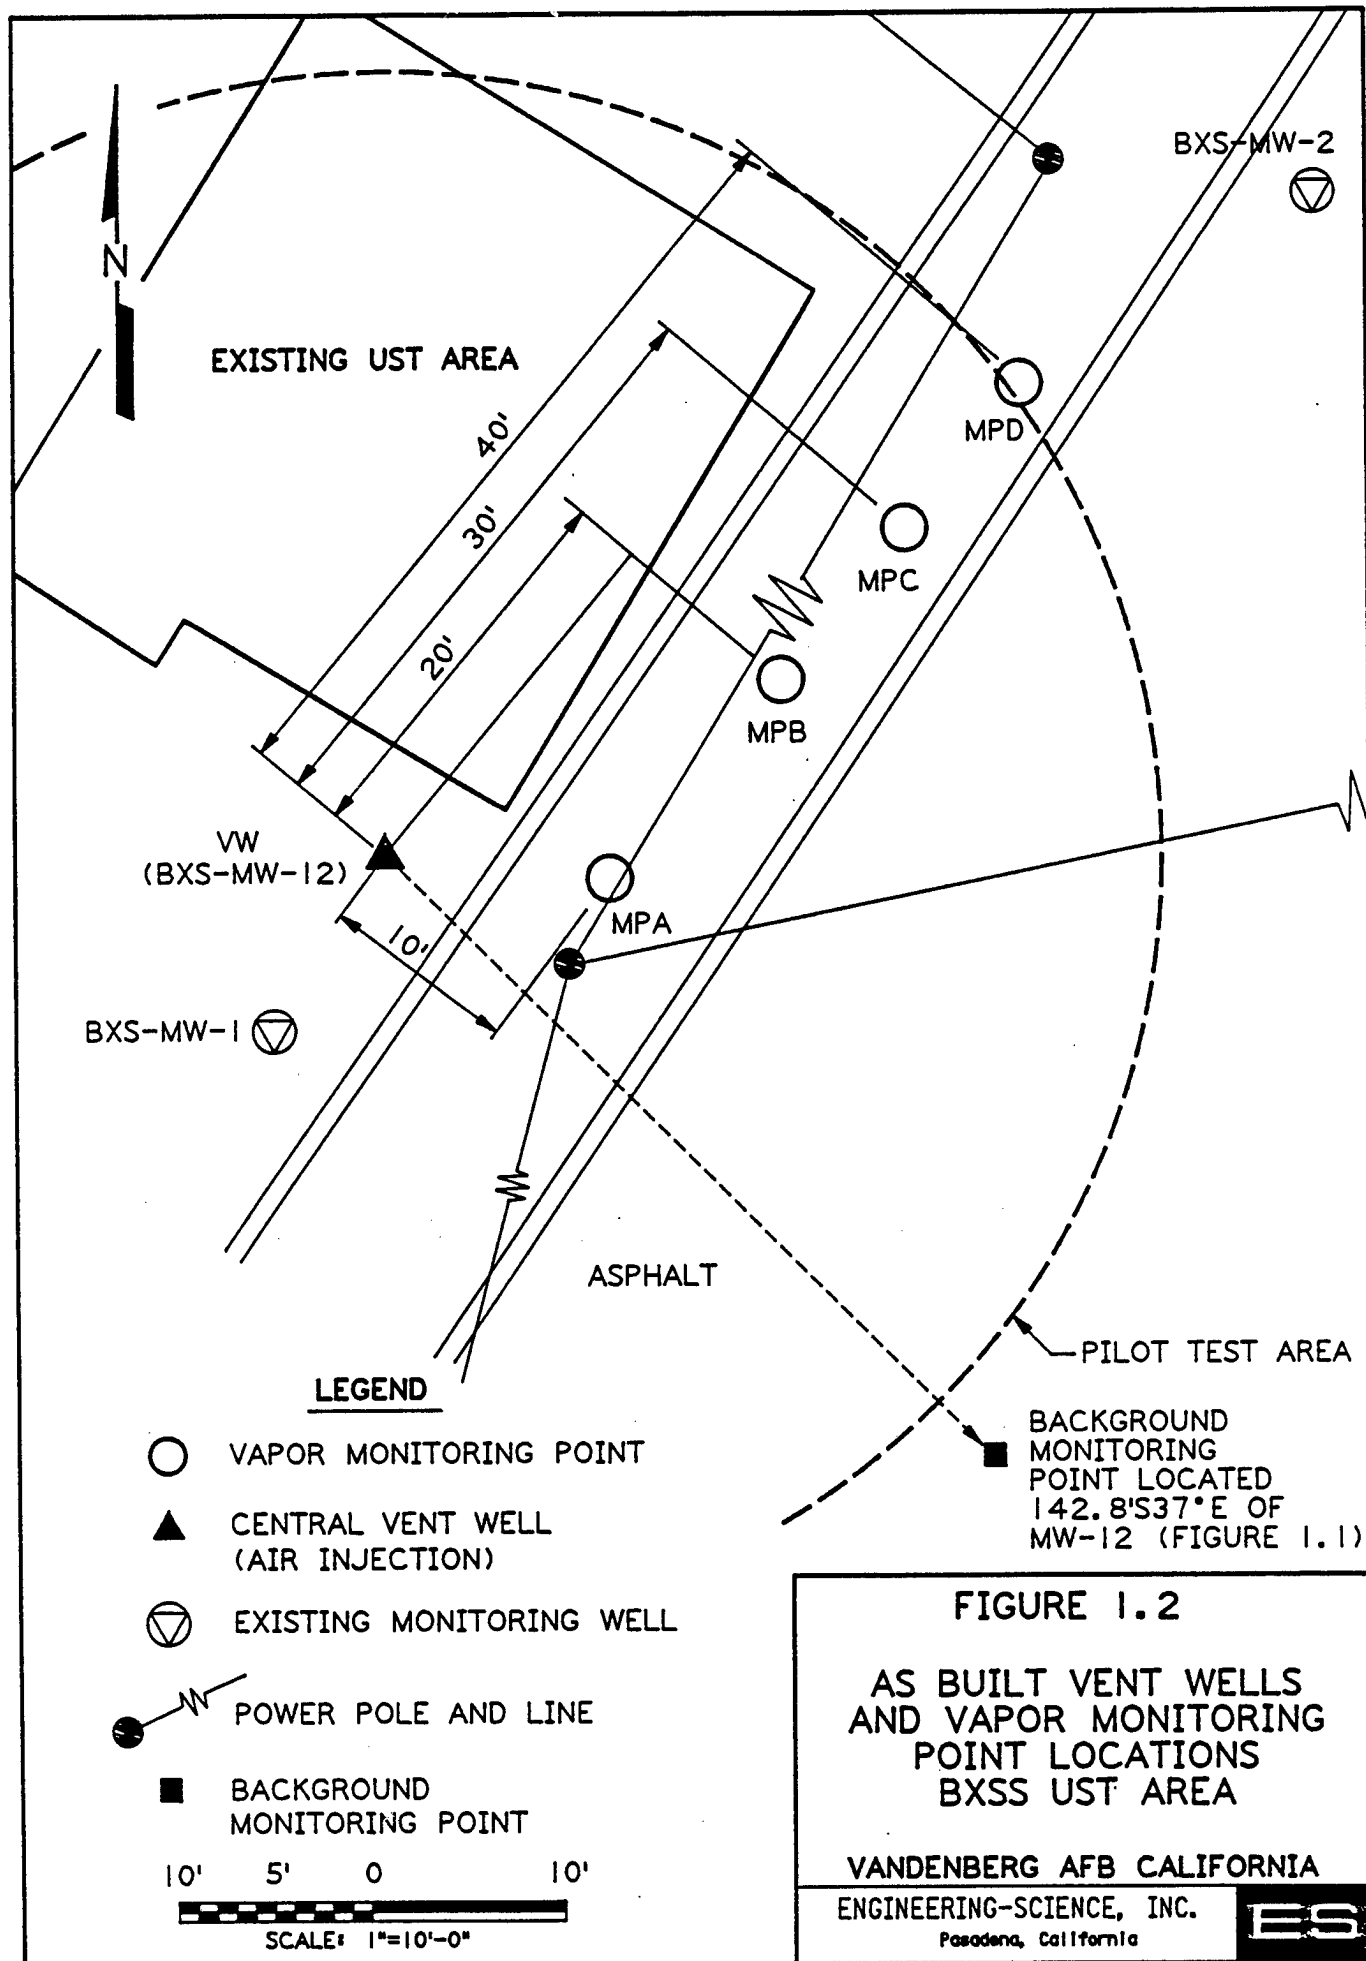 BXS-MW-2
N
EXISTING UST AREA
40'
30'
20'
MPD
MPC
MPB
VW
(BXS-MW-12)
MPA
10'
BXS-MW-1
ASPHALT
PILOT TEST AREA
BACKGROUND
MONITORING
POINT LOCATED
142.8'S37°E OF
MW-12 (FIGURE 1.1)
LEGEND
VAPOR MONITORING POINT
CENTRAL VENT WELL
(AIR INJECTION)
EXISTING MONITORING WELL
POWER POLE AND LINE
BACKGROUND
MONITORING POINT
10' 5' 0 10'
SCALE: 1"=10'-0"
FIGURE 1.2
AS BUILT VENT WELLS
AND VAPOR MONITORING
POINT LOCATIONS
BXSS UST AREA
VANDENBERG AFB CALIFORNIA
ENGINEERING-SCIENCE, INC.
Pasadena, California
ES